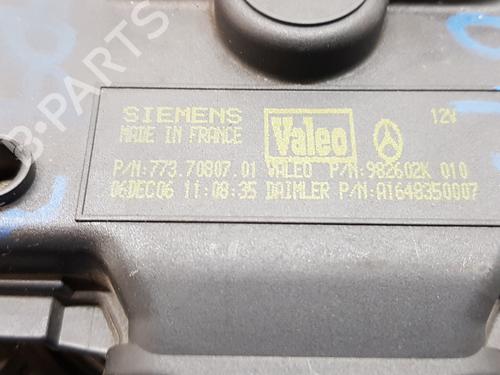 SIEMENS Valeo 12V
MADE IN FRANCE
P/N:773.70807.01 VALEO P/N:982602K 010
06DEC06 11:08:35 DAIMLER P/N:A1648350007
B-PARTS